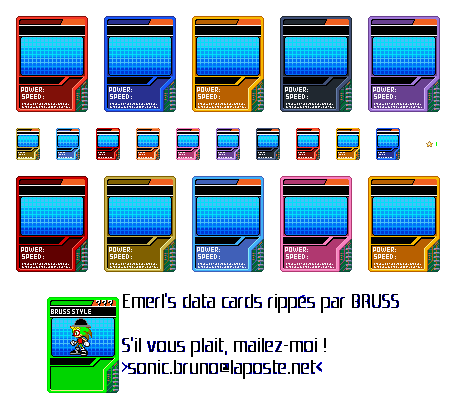 POWER:
SPEED:
POWER:
SPEED:
POWER:
SPEED:
POWER:
SPEED:
POWER:
SPEED:
POWER:
SPEED:
POWER:
SPEED:
POWER:
SPEED:
POWER:
SPEED:
POWER:
SPEED:
???
BRUSS STYLE
Emerl's data cards rippés par BRUSS
S'il vous plait, mailez-moi !
>sonic.bruno@laposte.net<